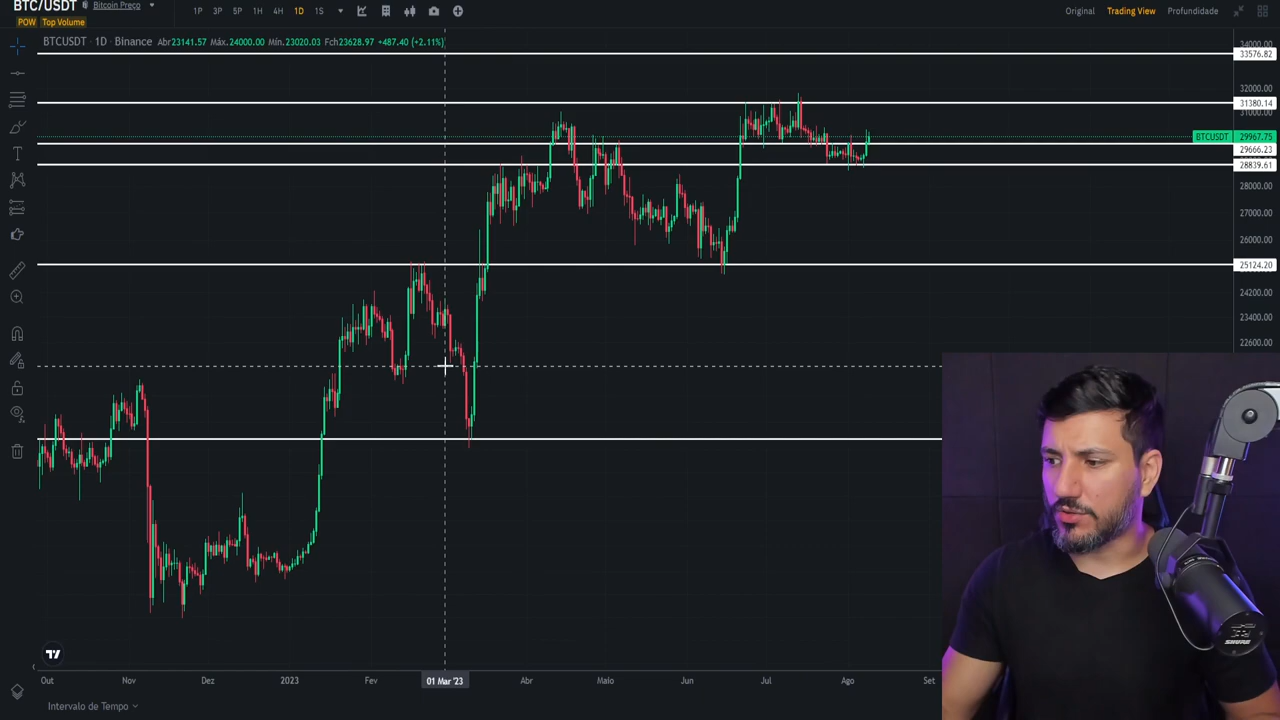 BTC/USDT Bitcoin Preço
POW Top Volume
1P 3P 5P 1H 4H 1D 1S
Original Trading View Profundidade
BTCUSDT · 1D · Binance Abr23141.57 Máx.24000.00 Mín.23020.03 Fch23628.97 +487.40 (+2.11%)
34000.00
33576.82
32000.00
31380.14
31000.00
BTCUSDT 29967.75
29666.23
28839.61
28000.00
27000.00
26000.00
25124.20
24200.00
23400.00
22600.00
Out Nov Dez 2023 Fev 01 Mar '23 Abr Maio Jun Jul Ago Set
Intervalo de Tempo
SHURE